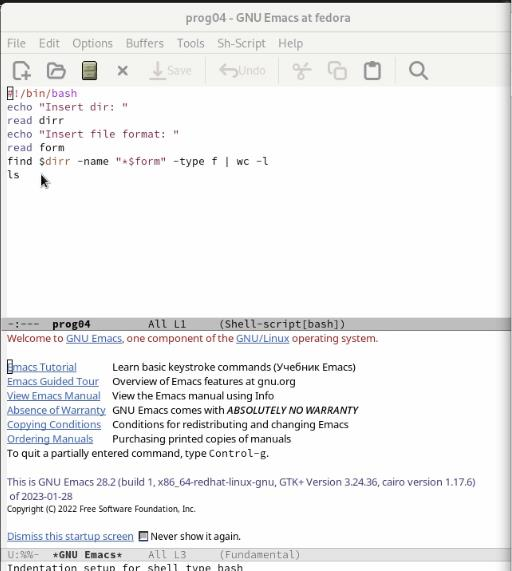 prog04 - GNU Emacs at fedora
File Edit Options Buffers Tools Sh-Script Help
Save Undo
#!/bin/bash
echo "Insert dir: "
read dirr
echo "Insert file format: "
read form
find $dirr -name "*$form" -type f | wc -l
ls
-:--- prog04 All L1 (Shell-script[bash])
Welcome to GNU Emacs, one component of the GNU/Linux operating system.
Emacs Tutorial Learn basic keystroke commands (Учебник Emacs)
Emacs Guided Tour Overview of Emacs features at gnu.org
View Emacs Manual View the Emacs manual using Info
Absence of Warranty GNU Emacs comes with ABSOLUTELY NO WARRANTY
Copying Conditions Conditions for redistributing and changing Emacs
Ordering Manuals Purchasing printed copies of manuals
To quit a partially entered command, type Control-g.
This is GNU Emacs 28.2 (build 1, x86_64-redhat-linux-gnu, GTK+ Version 3.24.36, cairo version 1.17.6)
of 2023-01-28
Copyright (C) 2022 Free Software Foundation, Inc.
Dismiss this startup screen Never show it again.
U:%%- *GNU Emacs* All L3 (Fundamental)
Indentation setup for shell type bash